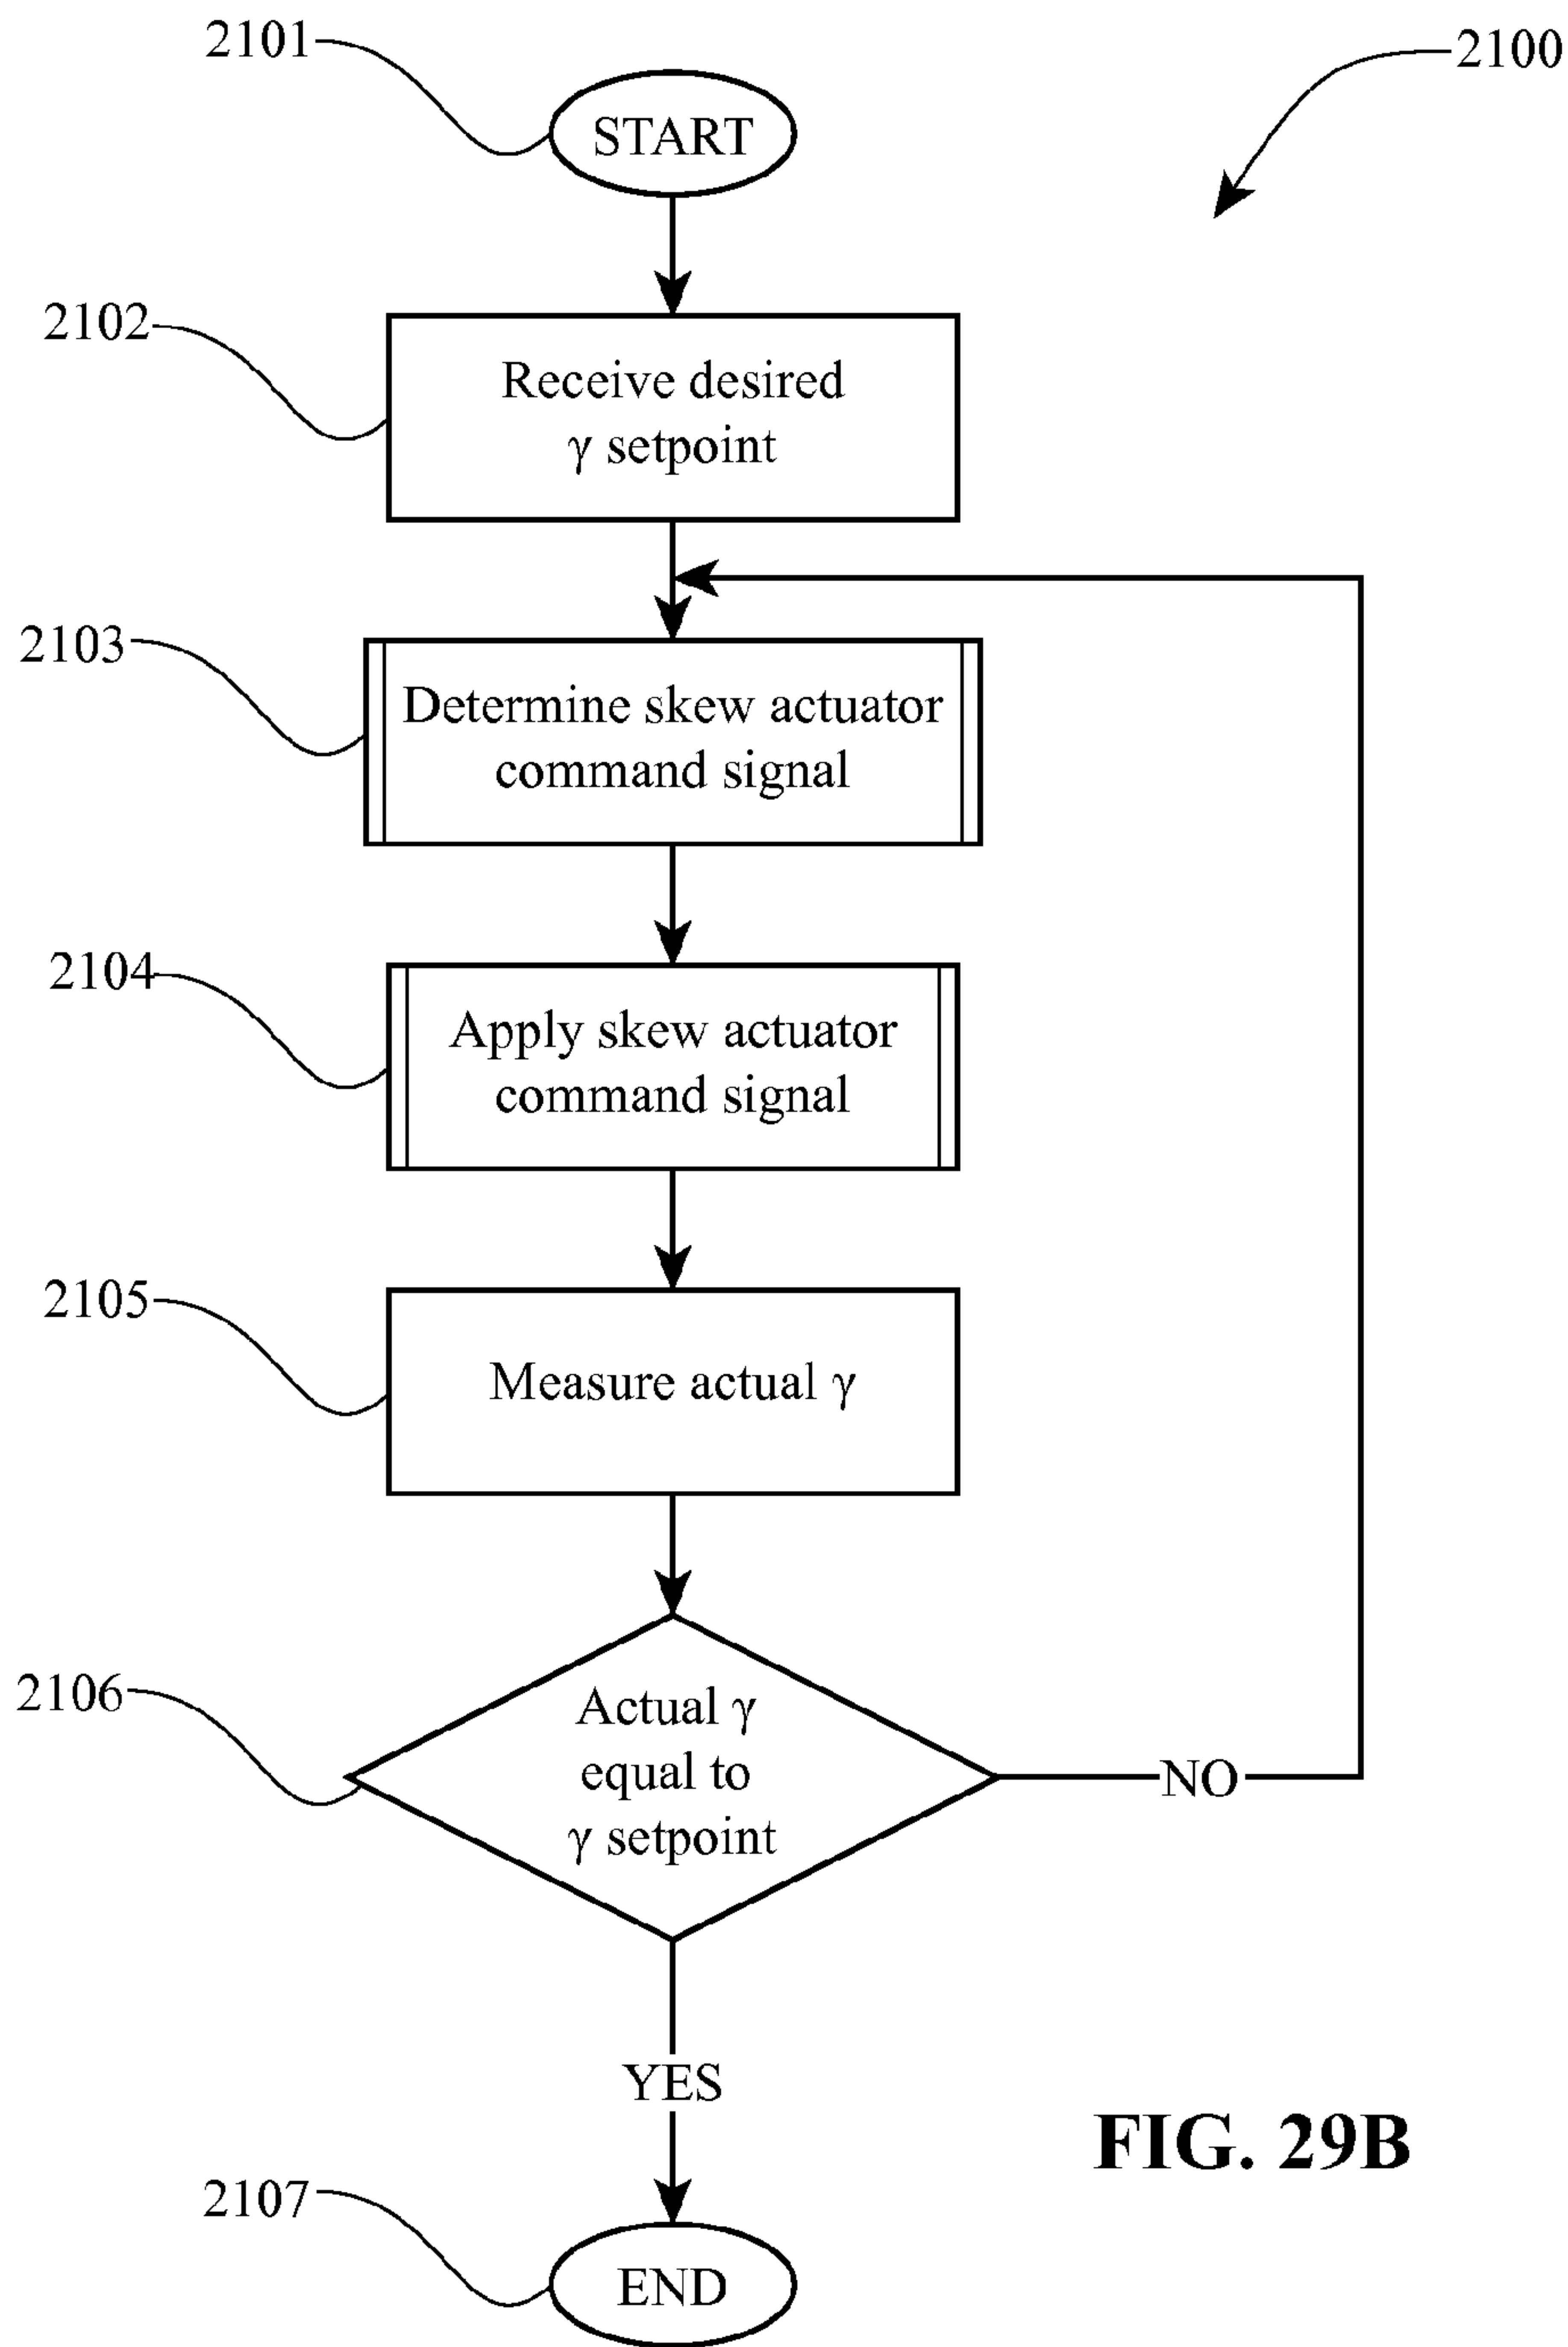 2101
2100
START
2102
Receive desired
γ setpoint
2103
Determine skew actuator
command signal
2104
Apply skew actuator
command signal
2105
Measure actual γ
2106
Actual γ
equal to
γ setpoint
NO
YES
FIG. 29B
2107
END